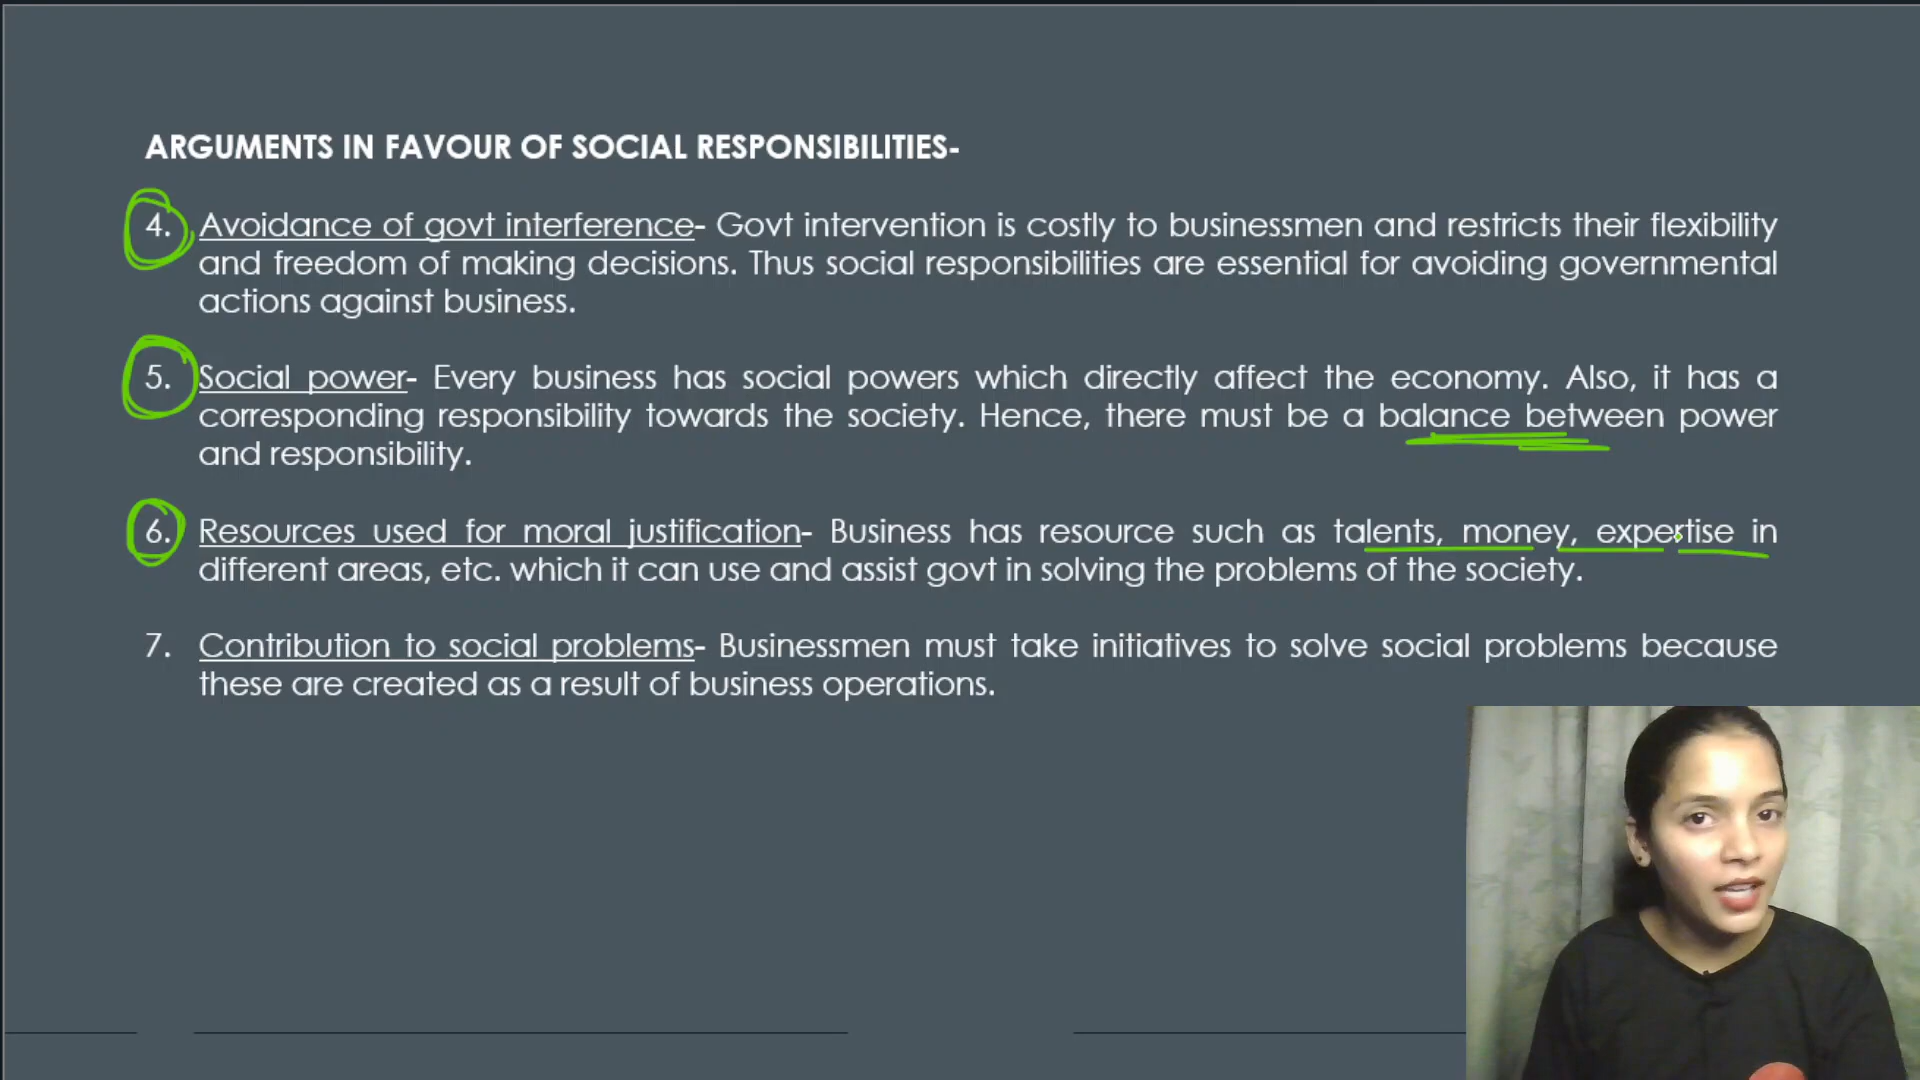 ARGUMENTS IN FAVOUR OF SOCIAL RESPONSIBILITIES-
4. Avoidance of govt interference- Govt intervention is costly to businessmen and restricts their flexibility
and freedom of making decisions. Thus social responsibilities are essential for avoiding governmental
actions against business.
5. Social power- Every business has social powers which directly affect the economy. Also, it has a
corresponding responsibility towards the society. Hence, there must be a balance between power
and responsibility.
6. Resources used for moral justification- Business has resource such as talents, money, expertise in
different areas, etc. which it can use and assist govt in solving the problems of the society.
7. Contribution to social problems- Businessmen must take initiatives to solve social problems because
these are created as a result of business operations.